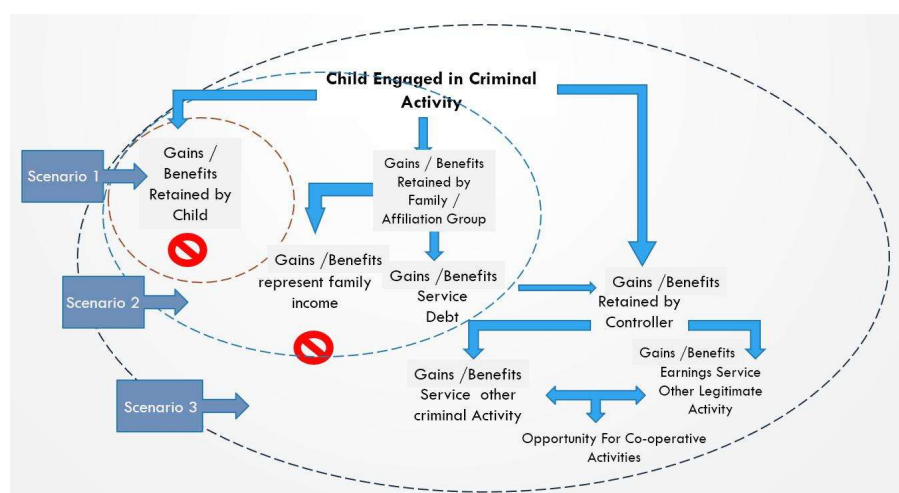 Child Engaged in Criminal
Activity
Scenario 1
Gains /
Benefits
Retained by
Child
Gains / Benefits
Retained by
Family /
Affiliation Group
Gains /Benefits
represent family
income
Gains /Benefits
Service
Debt
Scenario 2
Gains /Benefits
Retained by
Controller
Gains /Benefits
Service other
criminal Activity
Gains /Benefits
Earnings Service
Other Legitimate
Activity
Scenario 3
Opportunity For Co-operative
Activities